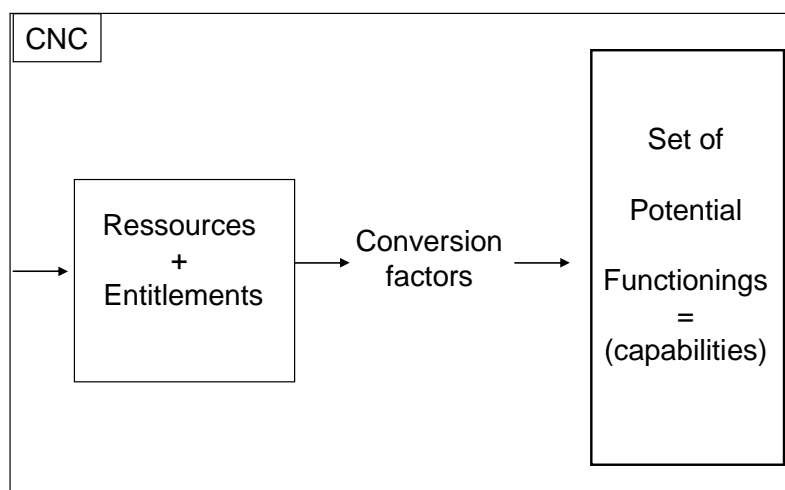 CNC
Ressources
+
Entitlements
Conversion
factors
Set of
Potential
Functionings
=
(capabilities)